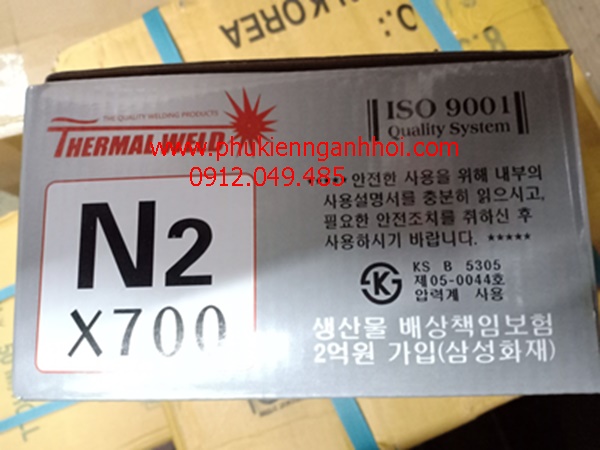 KOREA
THE QUALITY WELDING PRODUCTS
THERMAL WELD
ISO 9001
Quality System
www.phukiennganhhoi.com
0912.049.485
***** 안전한 사용을 위해 내부의
사용설명서를 충분히 읽으시고,
필요한 안전조치를 취하신 후
사용하시기 바랍니다. *****
N2
X700
KS B 5305
제05-0044호
압력계 사용
생산물 배상책임보험
2억원 가입(삼성화재)